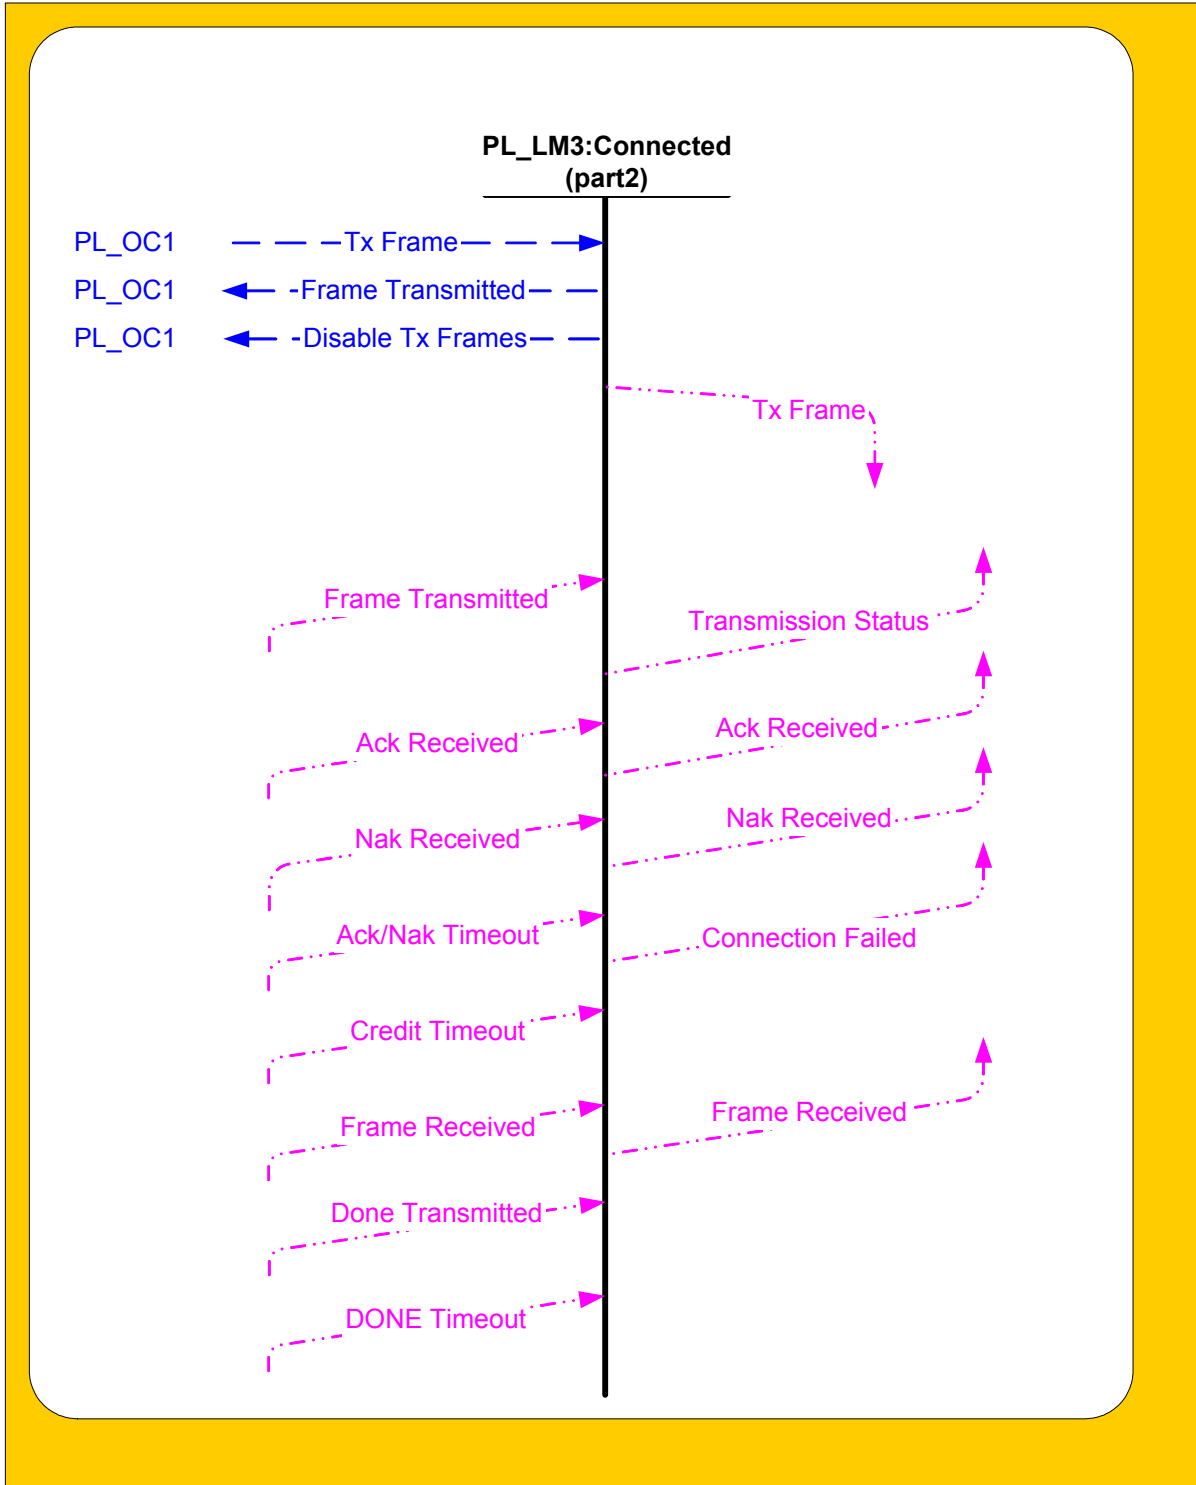 PL_LM3:Connected
(part2)
PL_OC1 Tx Frame
PL_OC1 Frame Transmitted
PL_OC1 Disable Tx Frames
Tx Frame
Frame Transmitted
Transmission Status
Ack Received
Ack Received
Nak Received
Nak Received
Ack/Nak Timeout
Connection Failed
Credit Timeout
Frame Received
Frame Received
Done Transmitted
DONE Timeout